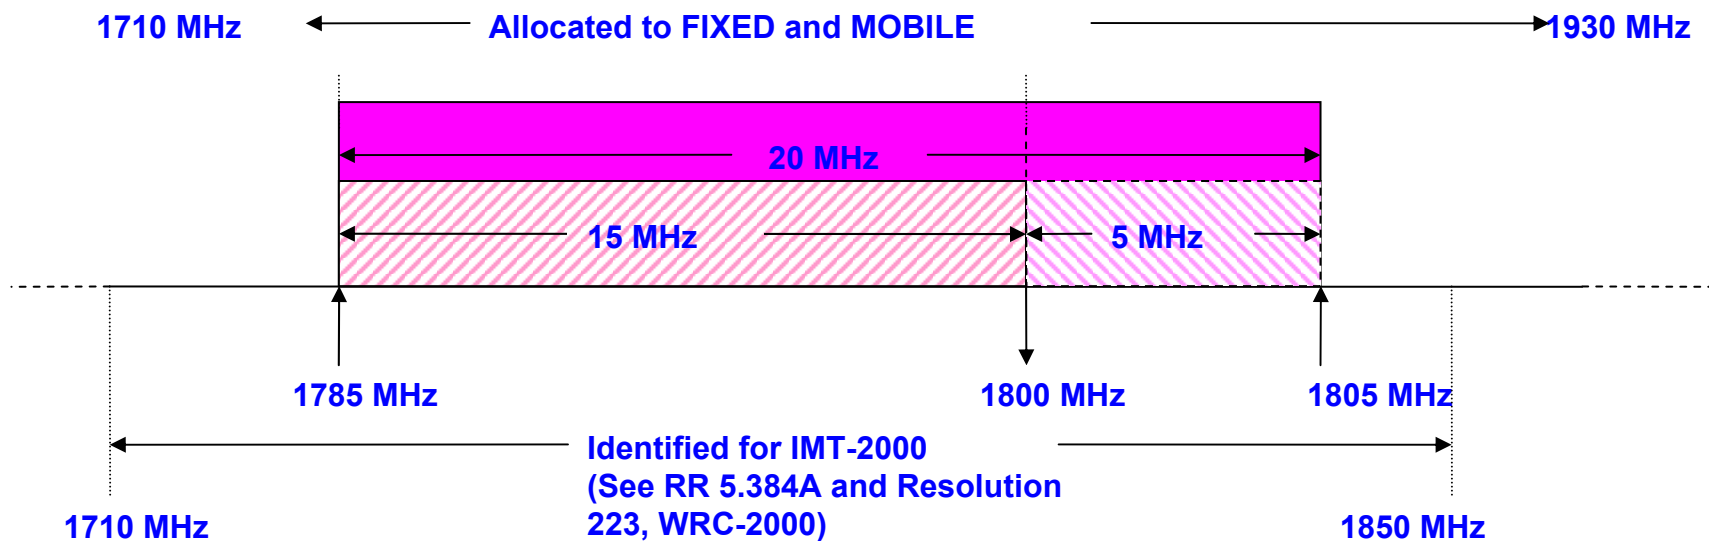 1710 MHz Allocated to FIXED and MOBILE 1930 MHz
20 MHz
15 MHz 5 MHz
1785 MHz 1800 MHz 1805 MHz
Identified for IMT-2000
(See RR 5.384A and Resolution
223, WRC-2000)
1710 MHz 1850 MHz